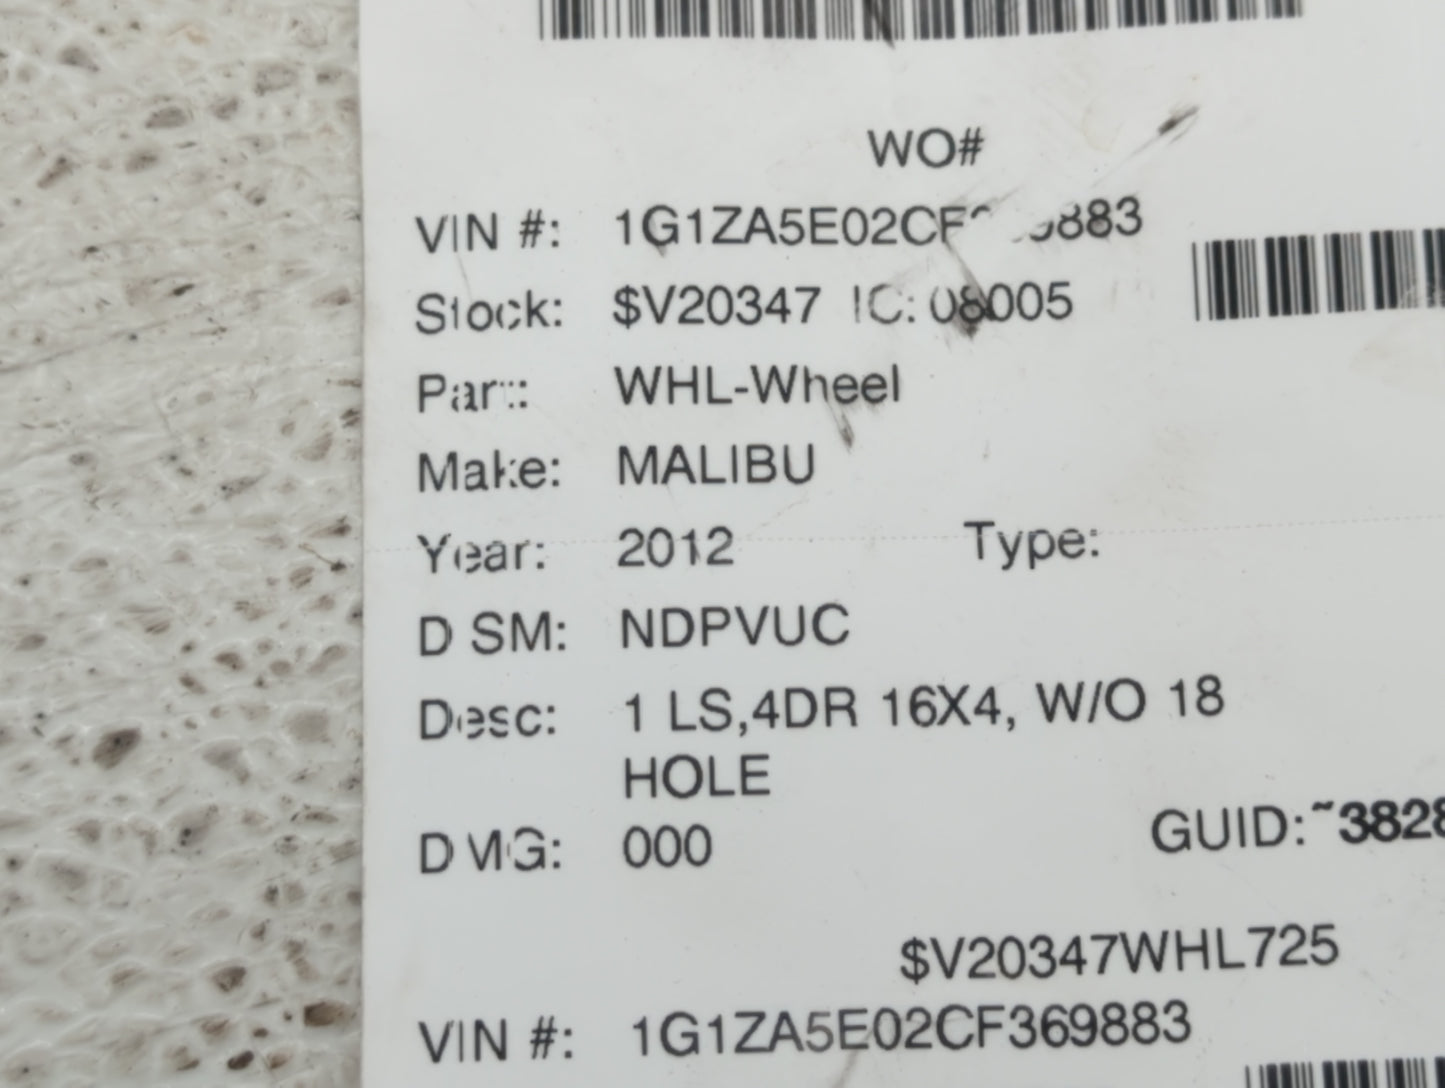 WO#
VIN #:
Stock: $V20347 IC: 08005
Part: WHL-Wheel
Make: MALIBU
Year: 2012 Type:
DSM: NDPVUC
Desc: 1 LS,4DR 16X4, W/O 18
HOLE
DMG: 000
GUID:~3828
$V20347WHL725
VIN #: 1G1ZA5E02CF369883